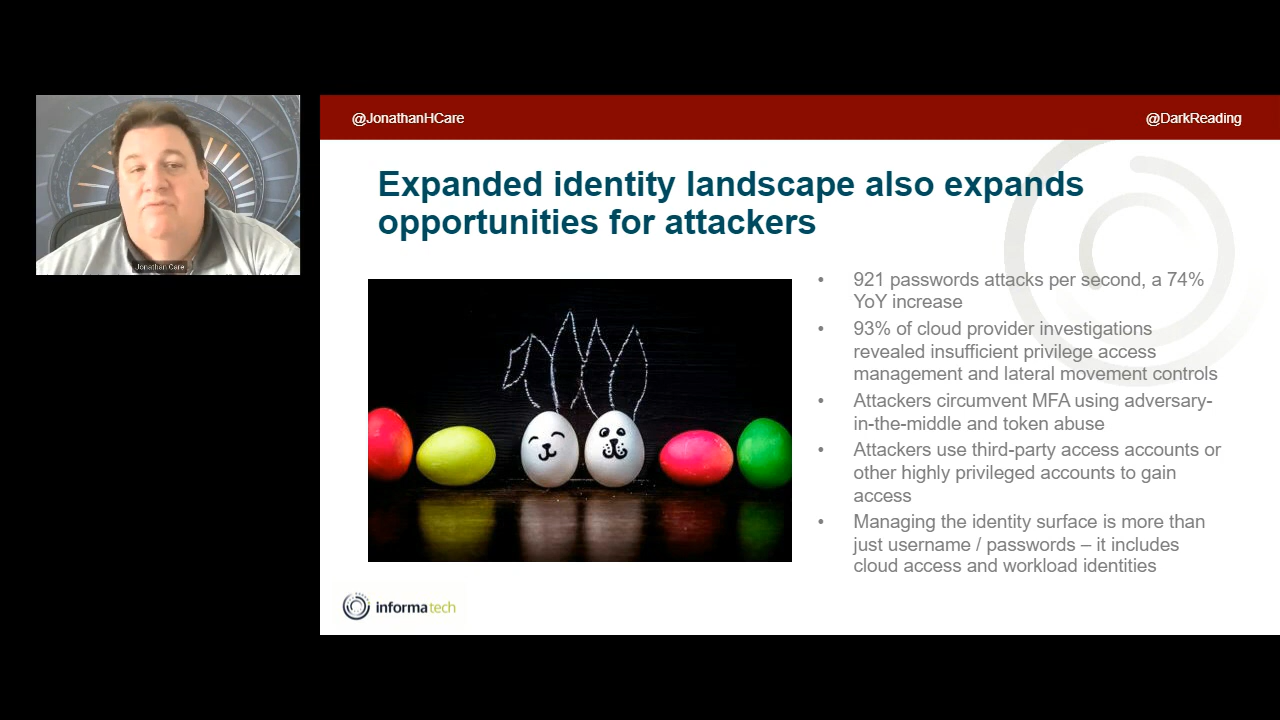 @JonathanHCare
@DarkReading
Jonathan Care
Expanded identity landscape also expands
opportunities for attackers
• 921 passwords attacks per second, a 74%
YoY increase
• 93% of cloud provider investigations
revealed insufficient privilege access
management and lateral movement controls
• Attackers circumvent MFA using adversary-
in-the-middle and token abuse
• Attackers use third-party access accounts or
other highly privileged accounts to gain
access
• Managing the identity surface is more than
just username / passwords – it includes
cloud access and workload identities
informa tech